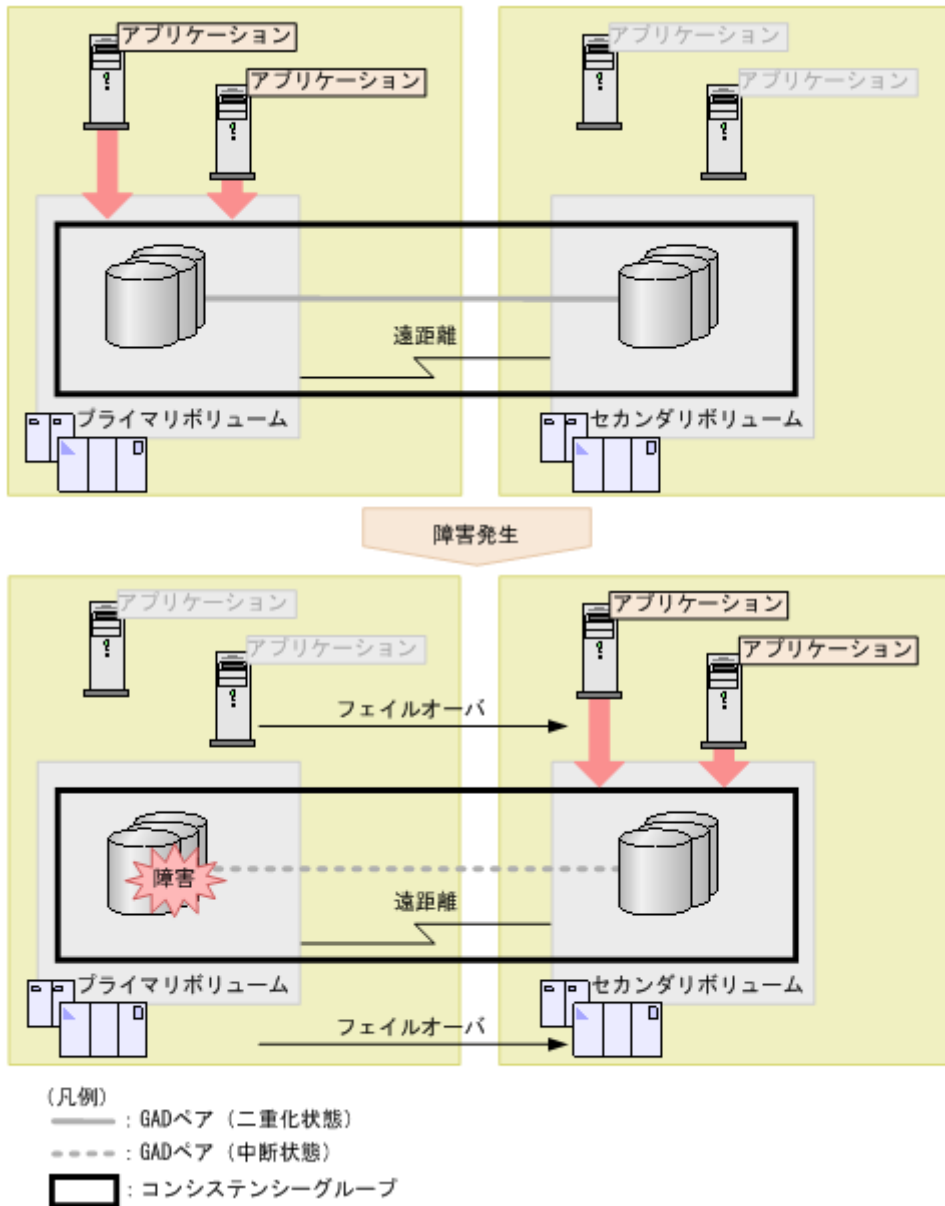 アプリケーション
アプリケーション
アプリケーション
アプリケーション
遠距離
プライマリボリューム
セカンダリボリューム
障害発生
アプリケーション
アプリケーション
アプリケーション
アプリケーション
フェイルオーバ
障害
遠距離
プライマリボリューム
セカンダリボリューム
フェイルオーバ
(凡例)
: GADペア (二重化状態)
: GADペア (中断状態)
: コンシステンシーグループ